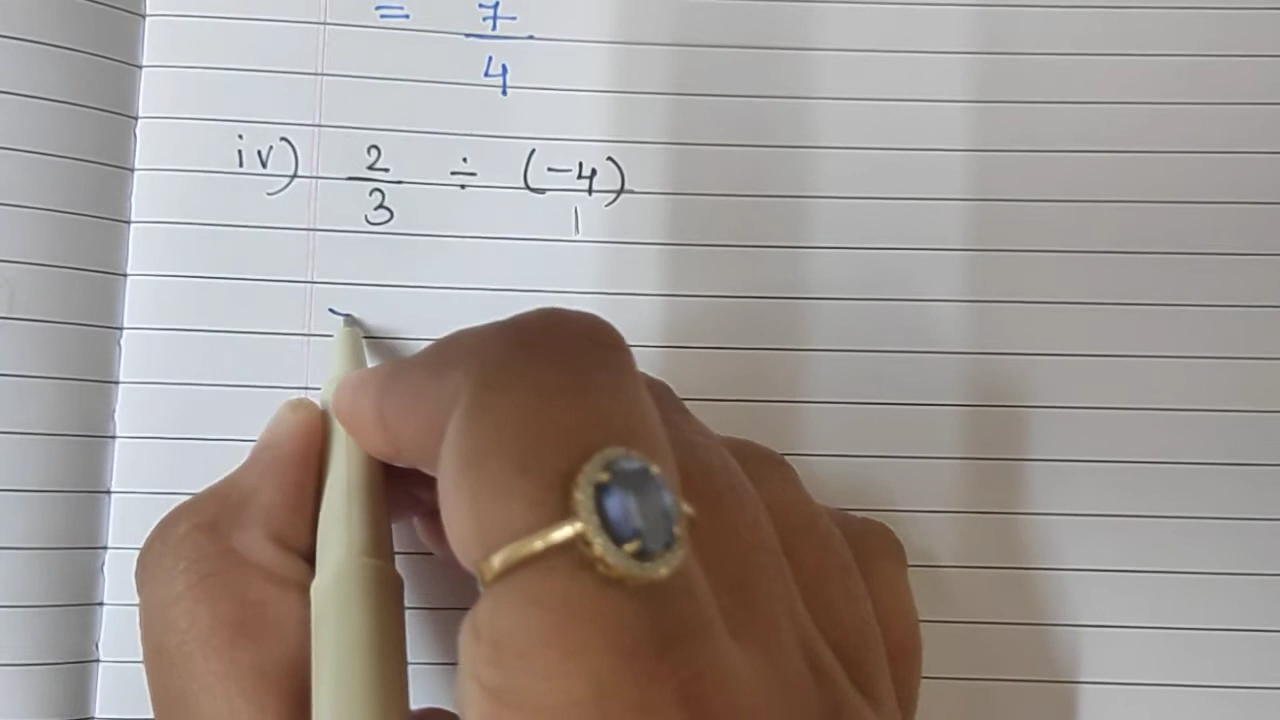 = 7/4
iv) 2/3 ÷ (-4)/1